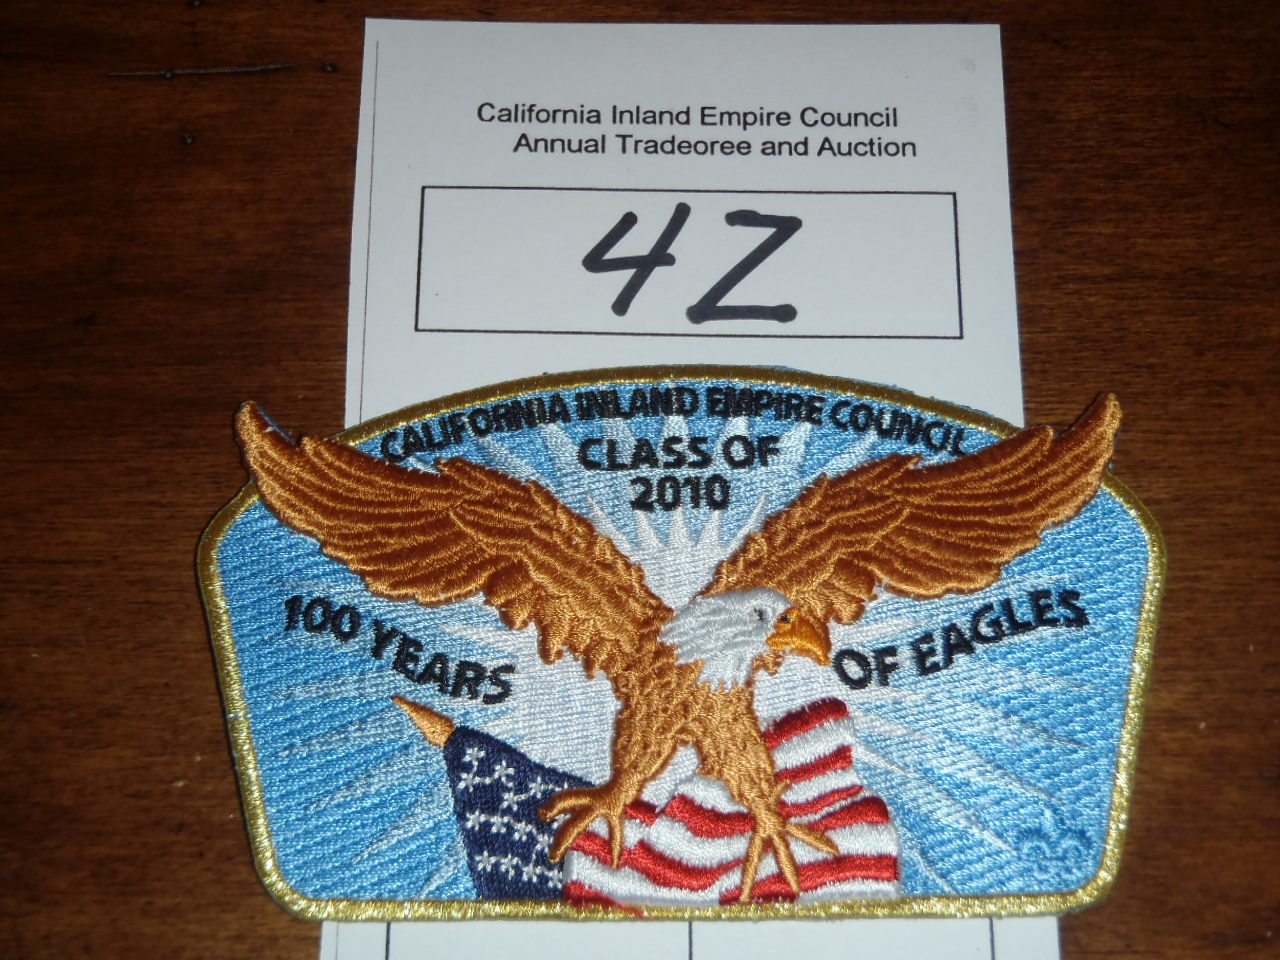 California Inland Empire Council
Annual Tradeoree and Auction
42
CALIFORNIA INLAND EMPIRE COUNCIL
CLASS OF
2010
100 YEARS OF EAGLES